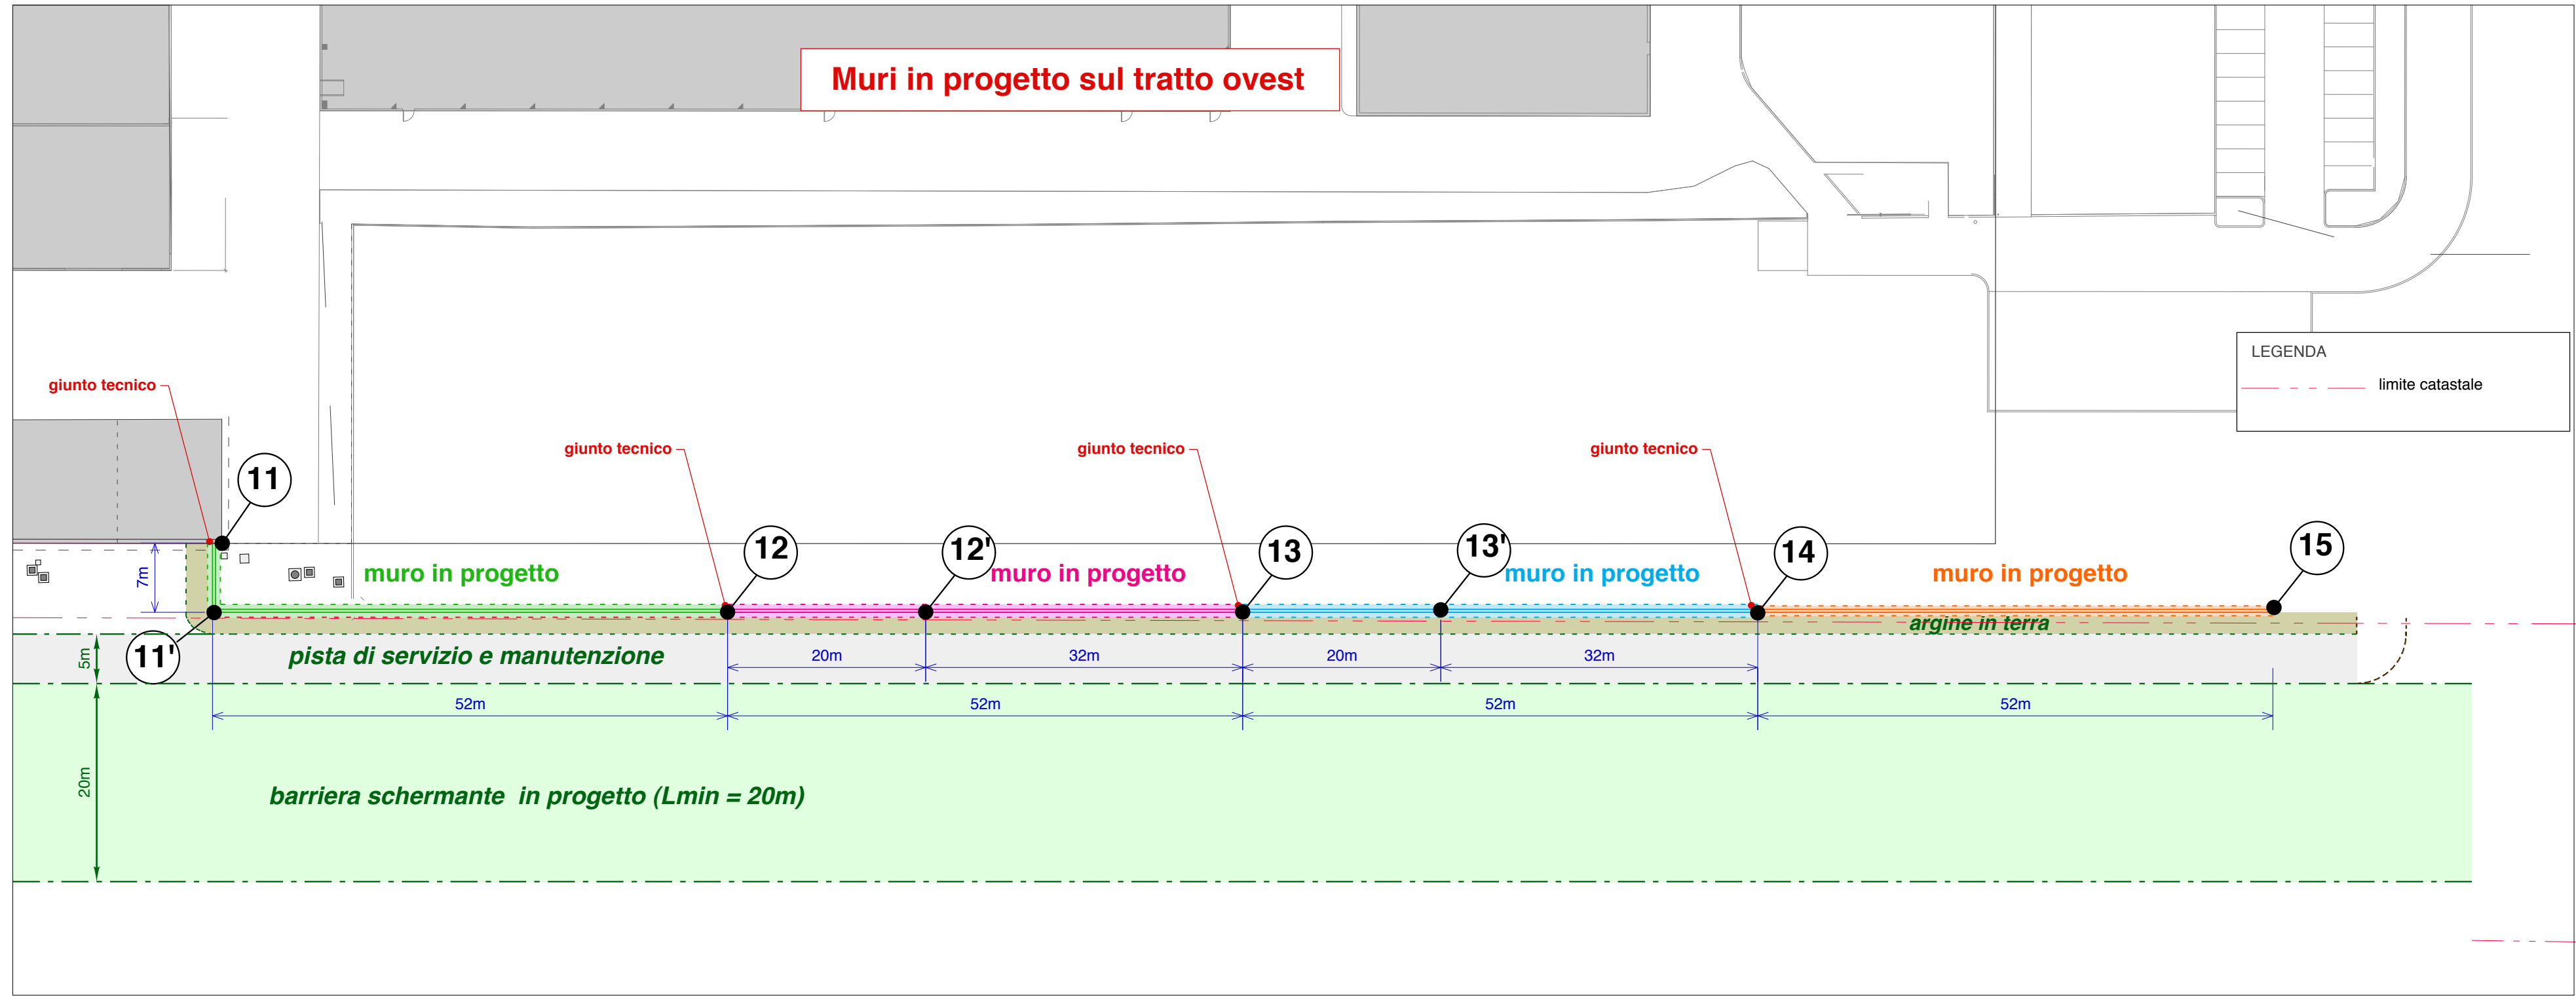 Muri in progetto sul tratto ovest
LEGENDA
limite catastale
giunto tecnico
giunto tecnico
giunto tecnico
giunto tecnico
11
12
12'
13
13'
14
15
7m
muro in progetto
muro in progetto
muro in progetto
muro in progetto
argine in terra
11'
5m
pista di servizio e manutenzione
20m
32m
20m
32m
52m
52m
52m
52m
20m
barriera schermante in progetto (Lmin = 20m)